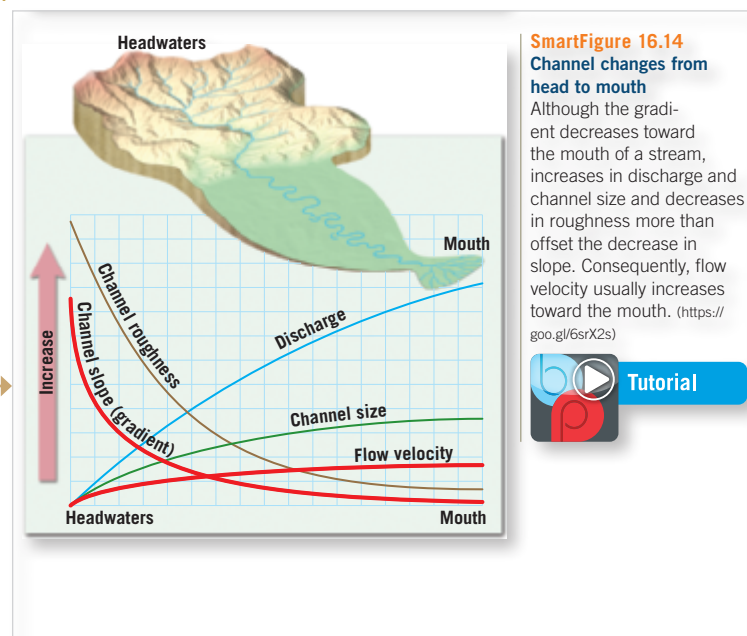 Headwaters
Mouth
Increase
Channel roughness
Channel slope (gradient)
Discharge
Channel size
Flow velocity
Headwaters
Mouth
SmartFigure 16.14
Channel changes from
head to mouth
Although the gradi-
ent decreases toward
the mouth of a stream,
increases in discharge and
channel size and decreases
in roughness more than
offset the decrease in
slope. Consequently, flow
velocity usually increases
toward the mouth. (https://
goo.gl/6srX2s)
b
p
Tutorial